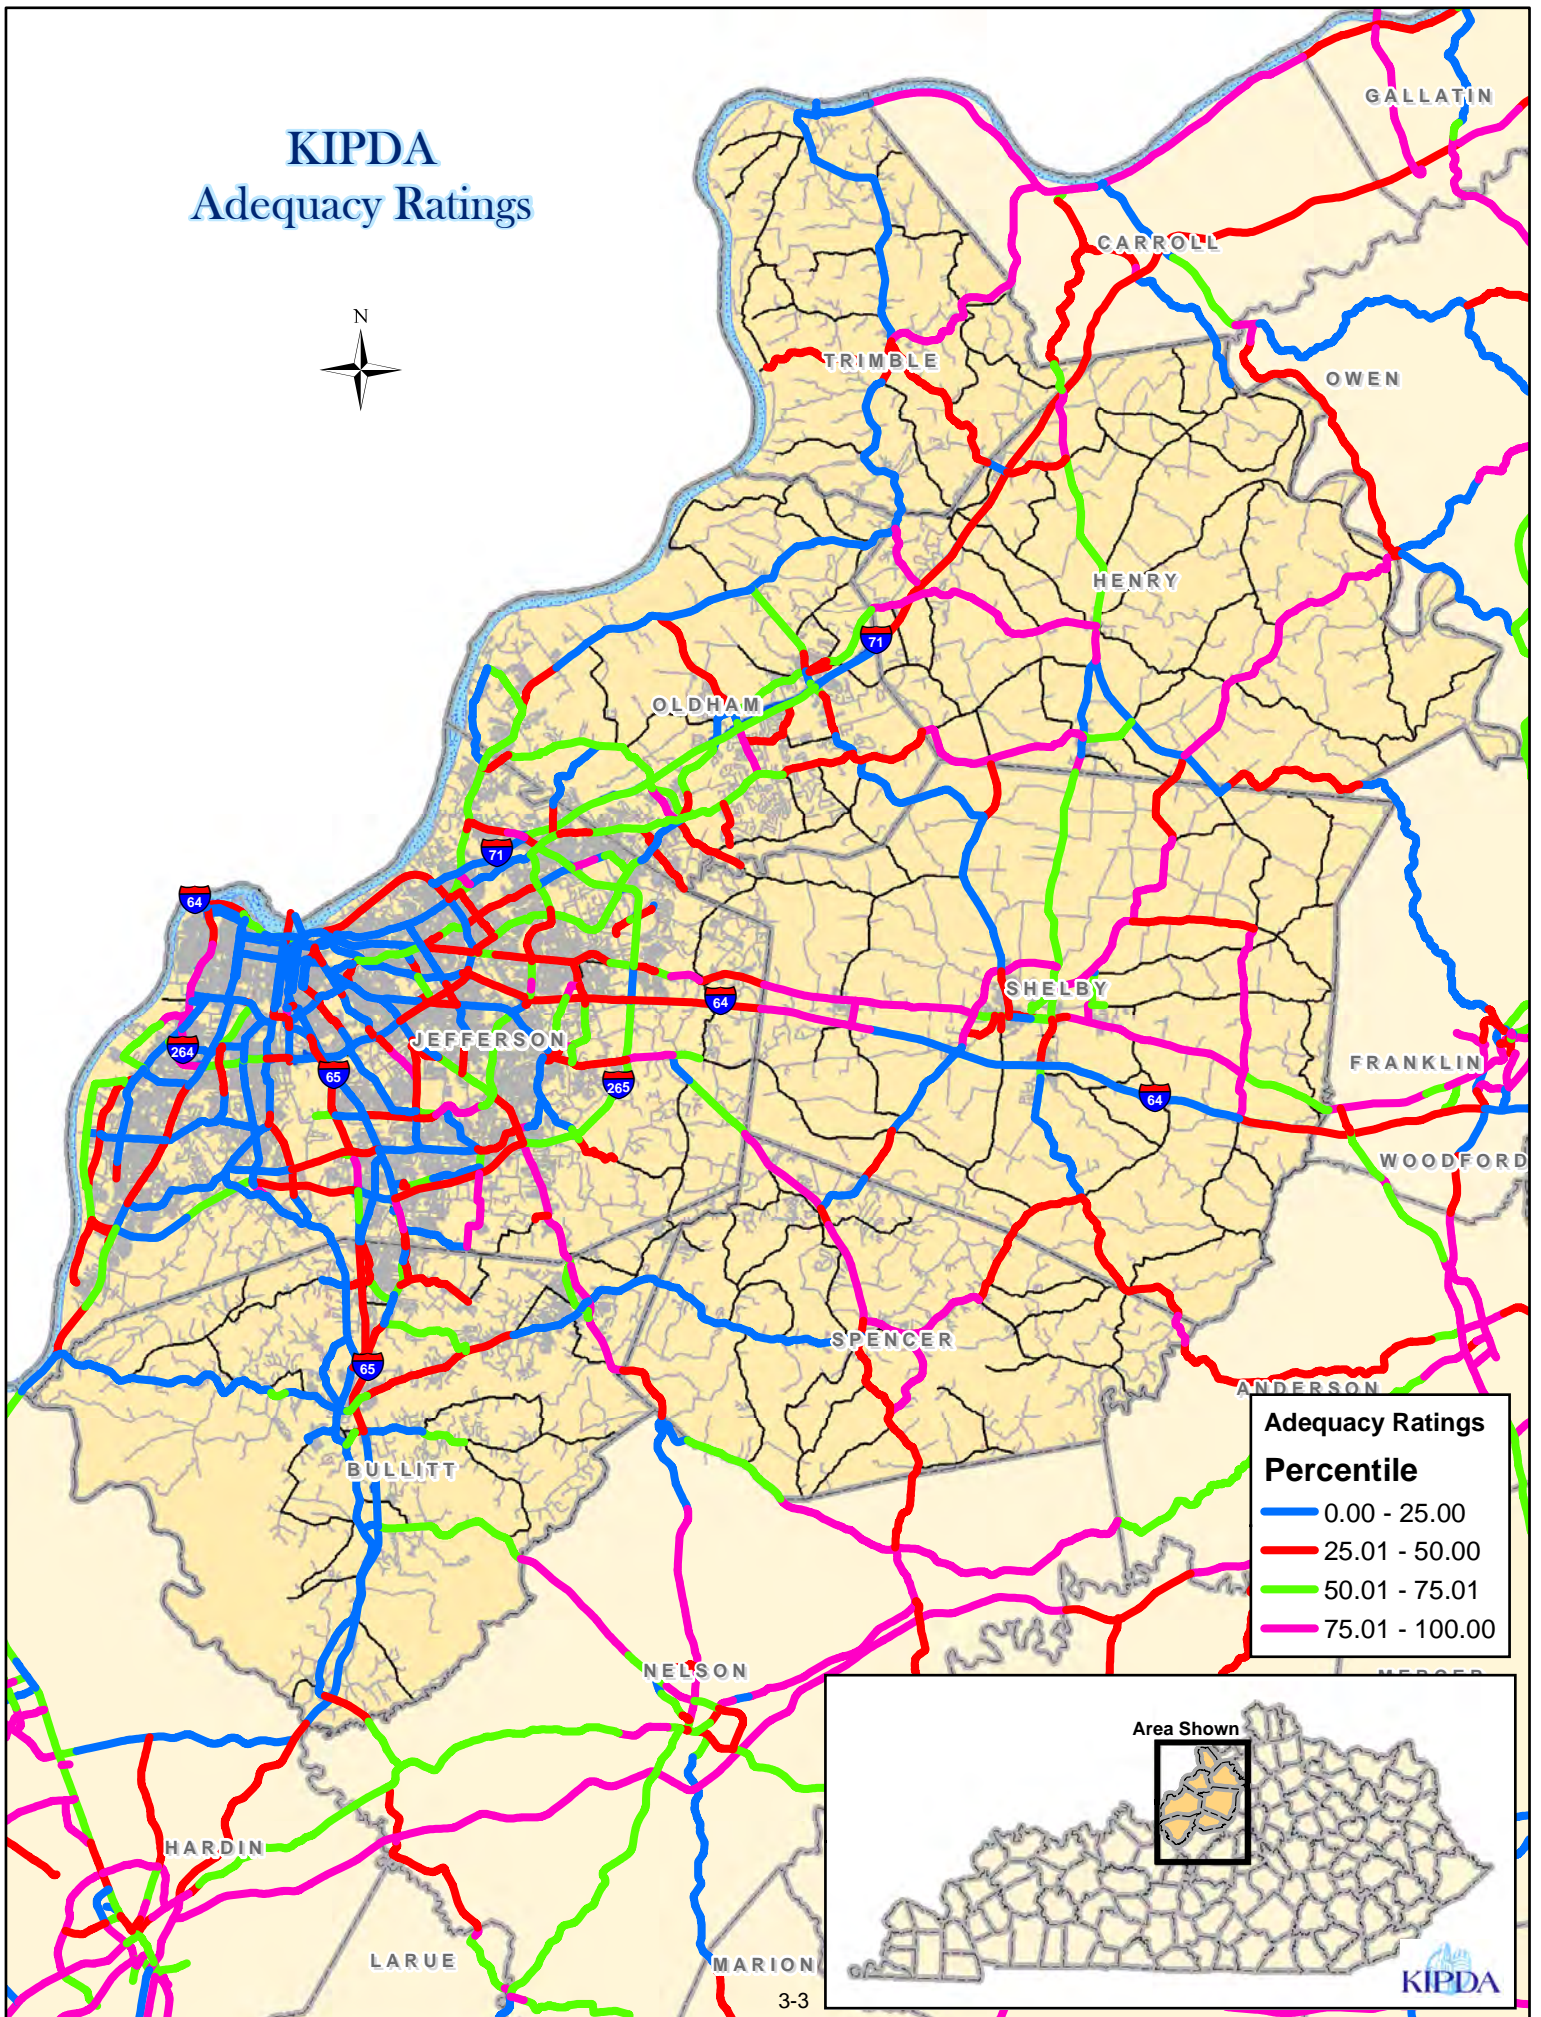 KIPDA
Adequacy Ratings
N
GALLATIN
CARROLL
TRIMBLE
OWEN
HENRY
71
OLDHAM
71
64
SHELBY
64
JEFFERSON
264
65
265
64
FRANKLIN
WOODFORD
SPENCER
65
ANDERSON
BULLITT
Adequacy Ratings
Percentile
0.00 - 25.00
25.01 - 50.00
50.01 - 75.01
75.01 - 100.00
NELSON
MERCER
Area Shown
HARDIN
LARUE
MARION
KIPDA
3-3